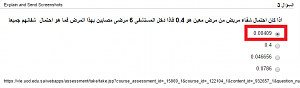 Explain and Send Screenshots
السؤال 3
اذا كان احتمال شفاء مريض من مرض معين هو 0.4 فاذا دخل المستشفى 6 مرضى مصابين بهذا المرض فما هو احتمال شفائهم جميعا
0.00409
0.4
0.046656
0.0786